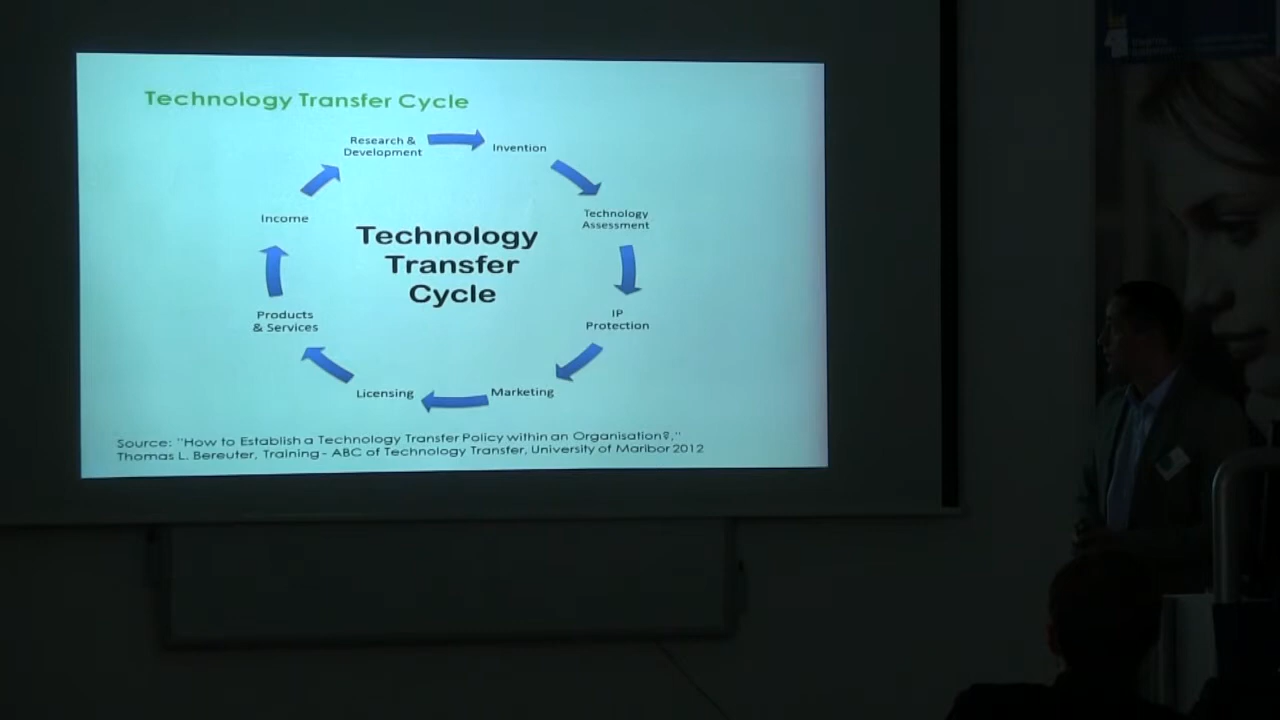 Technology Transfer Cycle
Research &
Development
Invention
Technology
Assessment
IP
Protection
Marketing
Licensing
Products
& Services
Income
Technology
Transfer
Cycle
Source: "How to Establish a Technology Transfer Policy within an Organisation?,"
Thomas L. Bereuter, Training - ABC of Technology Transfer, University of Maribor 2012